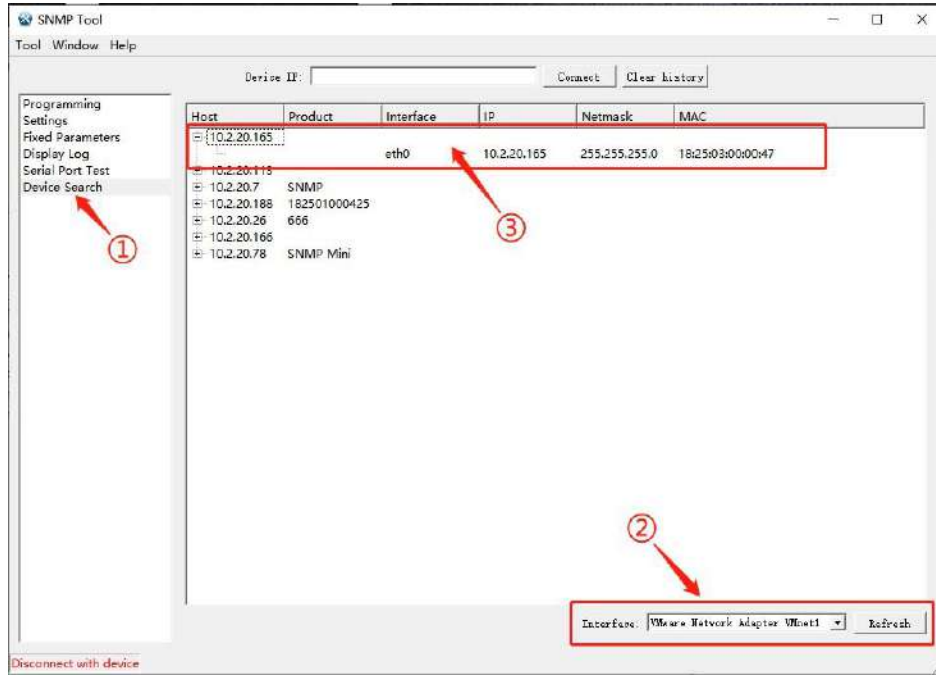 SNMP Tool
Tool Window Help
Device IP: Connect Clear history
Programming
Settings
Fixed Parameters
Display Log
Serial Port Test
Device Search
Host Product Interface IP Netmask MAC
10.2.20.165
eth0 10.2.20.165 255.255.255.0 18:25:03:00:00:47
10.2.20.113
10.2.20.7 SNMP
10.2.20.188 182501000425
10.2.20.26 666
10.2.20.166
10.2.20.78 SNMP Mini
①
③
②
Interface: VMware Network Adapter VMnet1 Refresh
Disconnect with device